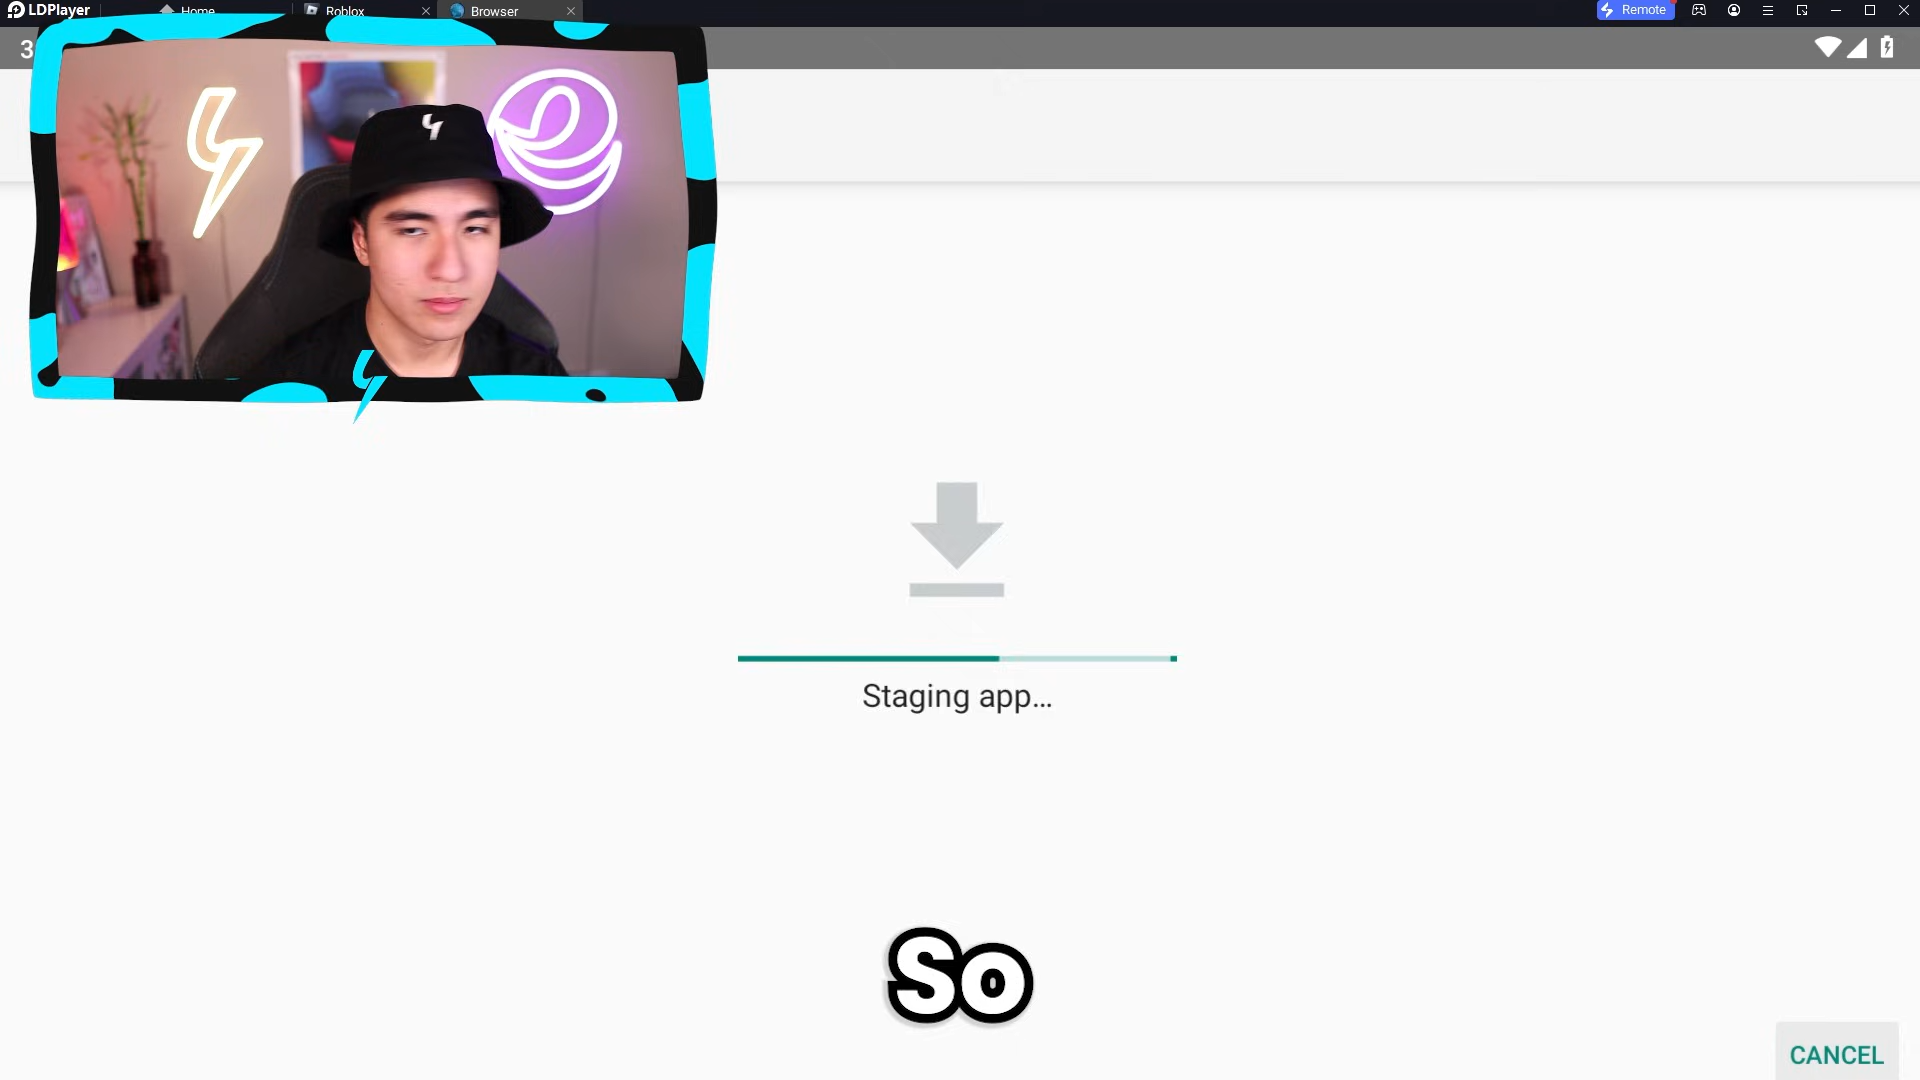 LDPlayer
Home
Roblox
Browser
Remote
3
Staging app...
So
CANCEL